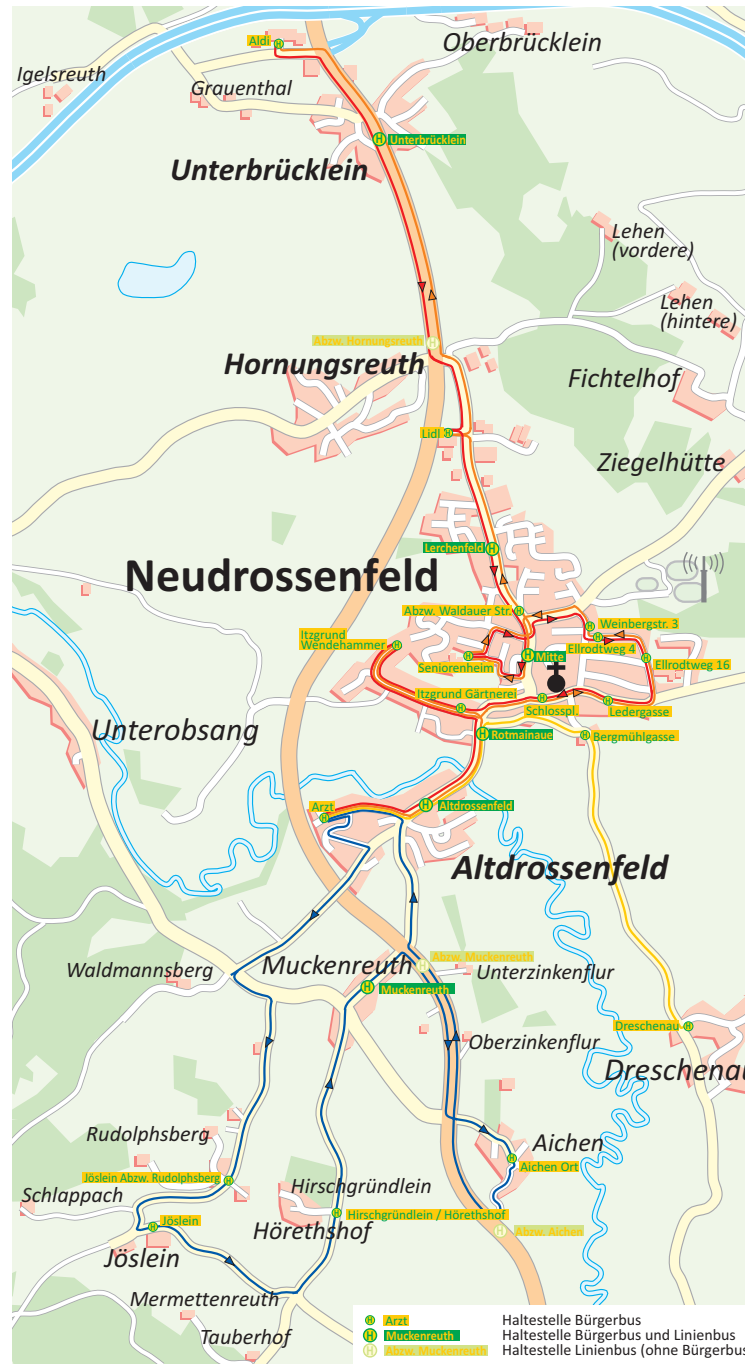 Aldi
Oberbrücklein
Igelsreuth
Grauenthal
Unterbrücklein
Unterbrücklein
Lehen
(vordere)
Lehen
(hintere)
Abzw. Hornungsreuth
Hornungsreuth
Fichtelhof
Lidl
Ziegelhütte
Lerchenfeld
Neudrossenfeld
Abzw. Waldauer Str.
Weinbergstr. 3
Itzgrund
Wendehammer
Ellrodtweg 4
Seniorenheim
Mitte
Ellrodtweg 16
Itzgrund Gärtnerei
Schlosspl.
Ledergasse
Unterobsang
Rotmainaue
Bergmühlgasse
Arzt
Altdrossenfeld
Altdrossenfeld
Waldmannsberg
Muckenreuth
Abzw. Muckenreuth
Unterzinkenflur
Muckenreuth
Dreschenau
Oberzinkenflur
Dreschenau
Rudolphsberg
Aichen
Aichen Ort
Jöslein Abzw. Rudolphsberg
Hirschgründlein
Schlappach
Hirschgründlein / Hörethshof
Jöslein
Hörethshof
Abzw. Aichen
Jöslein
Mermettenreuth
Tauberhof
H Arzt Haltestelle Bürgerbus
H Muckenreuth Haltestelle Bürgerbus und Linienbus
H Abzw. Muckenreuth Haltestelle Linienbus (ohne Bürgerbus